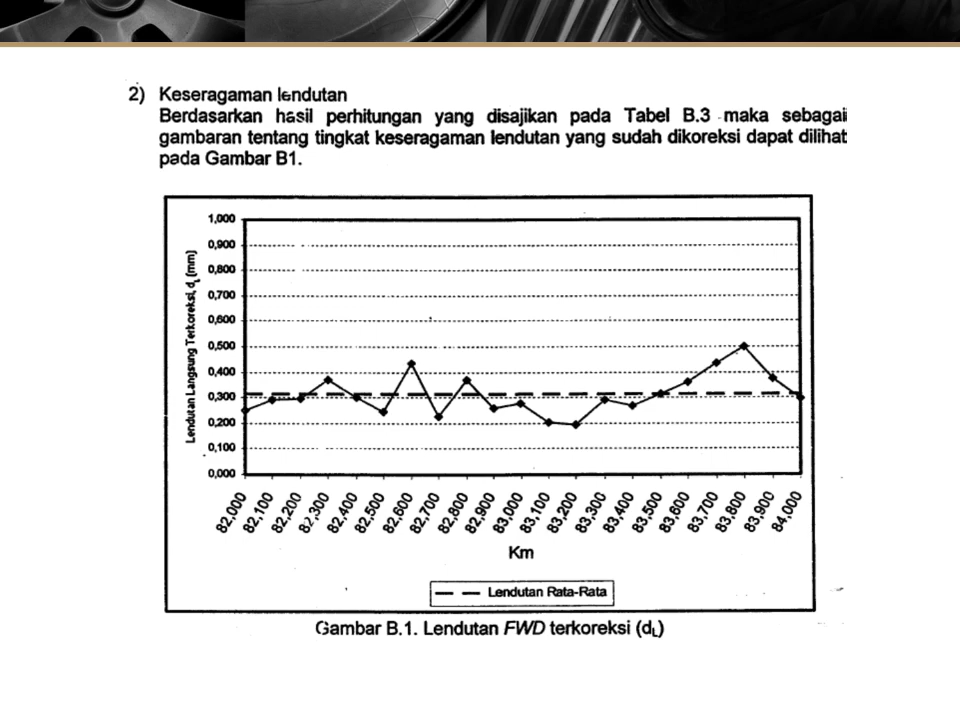 2) Keseragaman lendutan
Berdasarkan hasil perhitungan yang disajikan pada Tabel B.3 maka sebagai
gambaran tentang tingkat keseragaman lendutan yang sudah dikoreksi dapat dilihat
pada Gambar B1.
Lendutan Langsung Terkoreksi, dL (mm)
1,000
0,900
0,800
0,700
0,600
0,500
0,400
0,300
0,200
0,100
0,000
82,000 82,100 82,200 82,300 82,400 82,500 82,600 82,700 82,800 82,900 83,000 83,100 83,200 83,300 83,400 83,500 83,600 83,700 83,800 83,900 84,000
Km
Lendutan Rata-Rata
Gambar B.1. Lendutan FWD terkoreksi (dL)